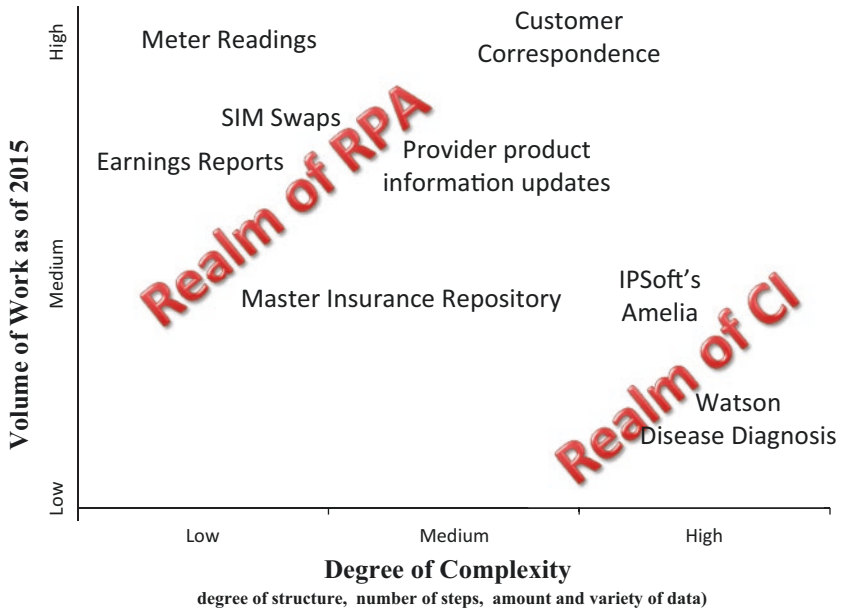 High
Medium
Low
Volume of Work as of 2015
Meter Readings
Customer
Correspondence
SIM Swaps
Earnings Reports
Provider product
information updates
Realm of RPA
Master Insurance Repository
IPSoft’s
Amelia
Realm of CI
Watson
Disease Diagnosis
Low
Medium
High
Degree of Complexity
degree of structure, number of steps, amount and variety of data)